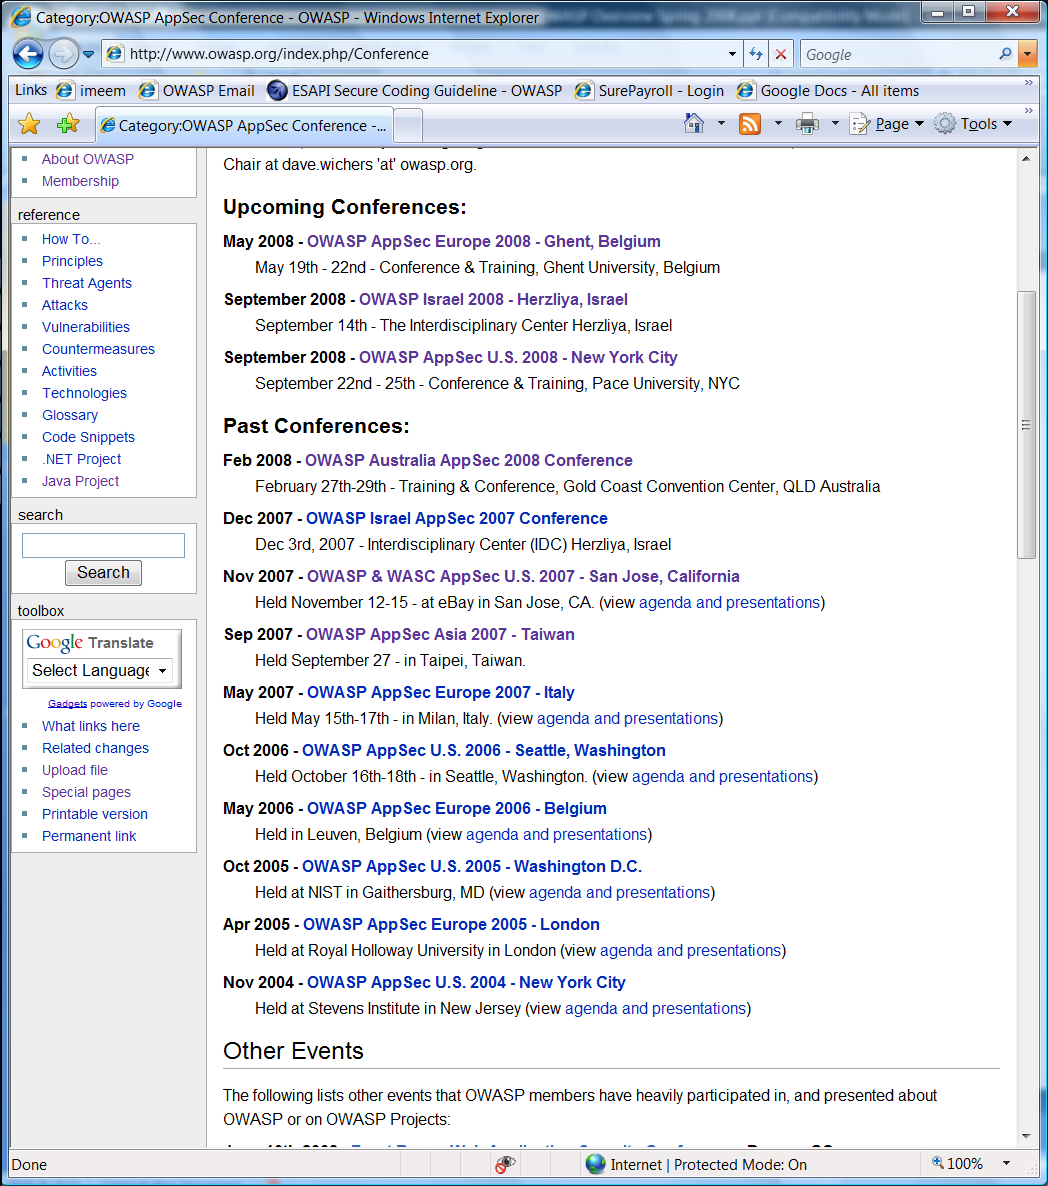 Category:OWASP AppSec Conference - OWASP - Windows Internet Explorer
http://www.owasp.org/index.php/Conference
Google
Links imeem OWASP Email ESAPI Secure Coding Guideline - OWASP SurePayroll - Login Google Docs - All items
Category:OWASP AppSec Conference -...
Page Tools
About OWASP
Membership
reference
How To...
Principles
Threat Agents
Attacks
Vulnerabilities
Countermeasures
Activities
Technologies
Glossary
Code Snippets
.NET Project
Java Project
search
Search
toolbox
Google Translate
Select Language
Gadgets powered by Google
What links here
Related changes
Upload file
Special pages
Printable version
Permanent link
Chair at dave.wichers 'at' owasp.org.
Upcoming Conferences:
May 2008 - OWASP AppSec Europe 2008 - Ghent, Belgium
May 19th - 22nd - Conference & Training, Ghent University, Belgium
September 2008 - OWASP Israel 2008 - Herzliya, Israel
September 14th - The Interdisciplinary Center Herzliya, Israel
September 2008 - OWASP AppSec U.S. 2008 - New York City
September 22nd - 25th - Conference & Training, Pace University, NYC
Past Conferences:
Feb 2008 - OWASP Australia AppSec 2008 Conference
February 27th-29th - Training & Conference, Gold Coast Convention Center, QLD Australia
Dec 2007 - OWASP Israel AppSec 2007 Conference
Dec 3rd, 2007 - Interdisciplinary Center (IDC) Herzliya, Israel
Nov 2007 - OWASP & WASC AppSec U.S. 2007 - San Jose, California
Held November 12-15 - at eBay in San Jose, CA. (view agenda and presentations)
Sep 2007 - OWASP AppSec Asia 2007 - Taiwan
Held September 27 - in Taipei, Taiwan.
May 2007 - OWASP AppSec Europe 2007 - Italy
Held May 15th-17th - in Milan, Italy. (view agenda and presentations)
Oct 2006 - OWASP AppSec U.S. 2006 - Seattle, Washington
Held October 16th-18th - in Seattle, Washington. (view agenda and presentations)
May 2006 - OWASP AppSec Europe 2006 - Belgium
Held in Leuven, Belgium (view agenda and presentations)
Oct 2005 - OWASP AppSec U.S. 2005 - Washington D.C.
Held at NIST in Gaithersburg, MD (view agenda and presentations)
Apr 2005 - OWASP AppSec Europe 2005 - London
Held at Royal Holloway University in London (view agenda and presentations)
Nov 2004 - OWASP AppSec U.S. 2004 - New York City
Held at Stevens Institute in New Jersey (view agenda and presentations)
Other Events
The following lists other events that OWASP members have heavily participated in, and presented about
OWASP or on OWASP Projects:
Done
Internet | Protected Mode: On
100%